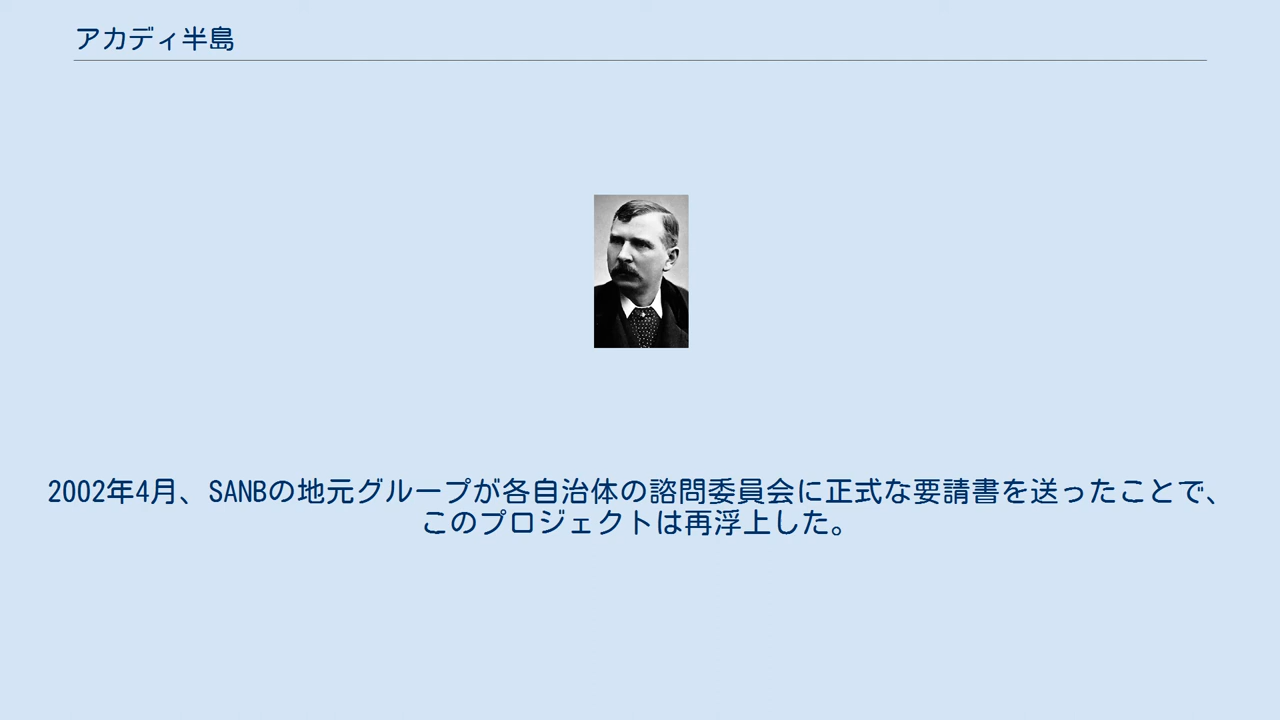 アカディ半島
2002年4月、SANBの地元グループが各自治体の諮問委員会に正式な要請書を送ったことで、
このプロジェクトは再浮上した。